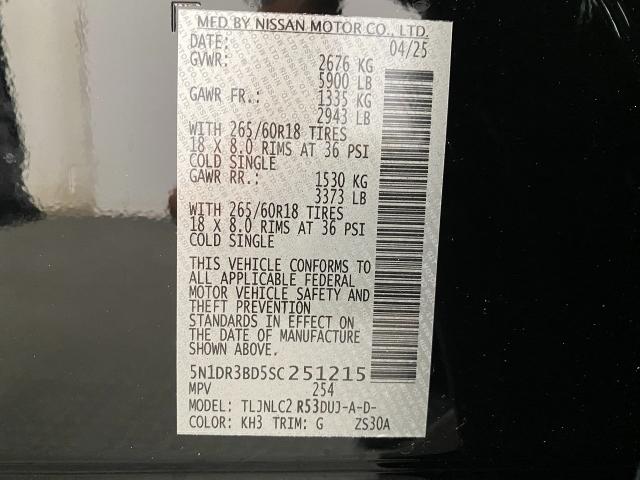 MFD BY NISSAN MOTOR CO., LTD.
DATE: 04/25
GVWR: 2676 KG
5900 LB
GAWR FR.: 1335 KG
2943 LB
WITH 265/60R18 TIRES
18 X 8.0 RIMS AT 36 PSI
COLD SINGLE
GAWR RR.: 1530 KG
3373 LB
WITH 265/60R18 TIRES
18 X 8.0 RIMS AT 36 PSI
COLD SINGLE
THIS VEHICLE CONFORMS TO
ALL APPLICABLE FEDERAL
MOTOR VEHICLE SAFETY AND
THEFT PREVENTION
STANDARDS IN EFFECT ON
THE DATE OF MANUFACTURE
SHOWN ABOVE.
5N1DR3BD5SC251215
MPV 254
MODEL: TLJNLC2 R53DUJ-A-D-
COLOR: KH3 TRIM: G ZS30A